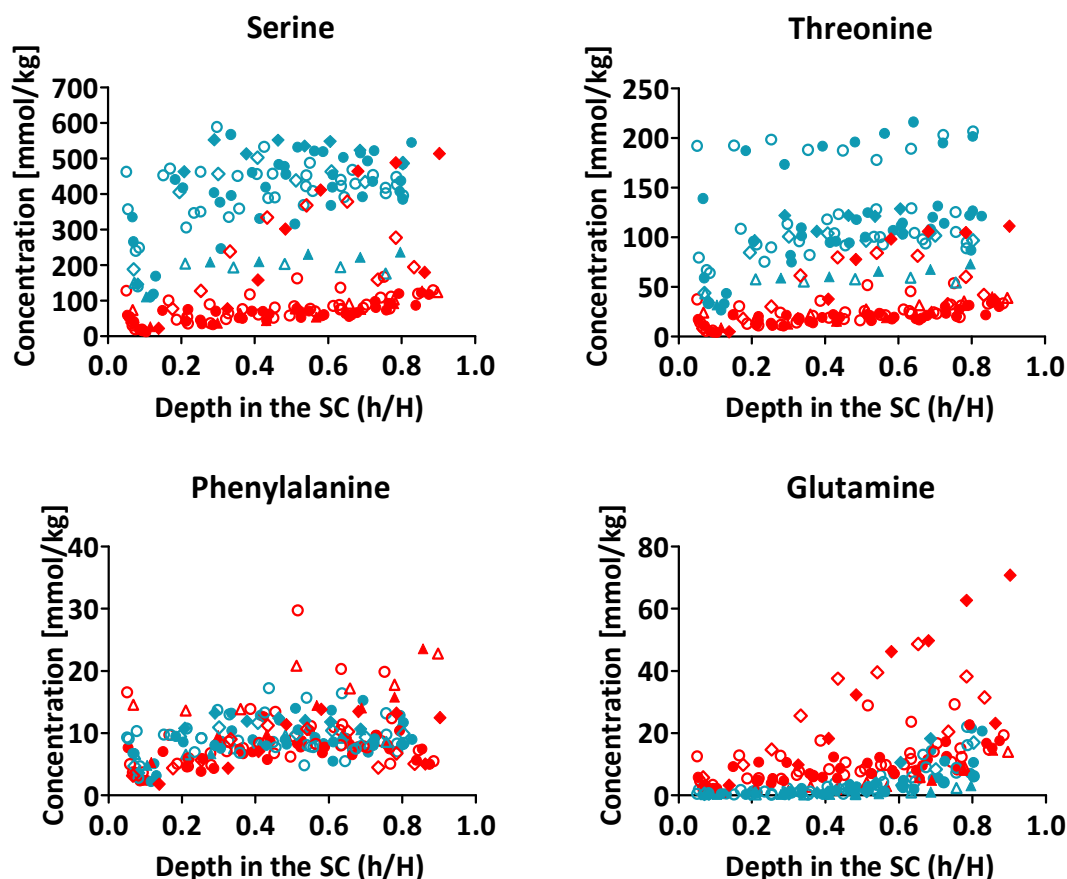 Serine
Concentration [mmol/kg]
700
600
500
400
300
200
100
0
0.0 0.2 0.4 0.6 0.8 1.0
Depth in the SC (h/H)
Threonine
Concentration [mmol/kg]
250
200
150
100
50
0
0.0 0.2 0.4 0.6 0.8 1.0
Depth in the SC (h/H)
Phenylalanine
Concentration [mmol/kg]
40
30
20
10
0
0.0 0.2 0.4 0.6 0.8 1.0
Depth in the SC (h/H)
Glutamine
Concentration [mmol/kg]
80
60
40
20
0
0.0 0.2 0.4 0.6 0.8 1.0
Depth in the SC (h/H)